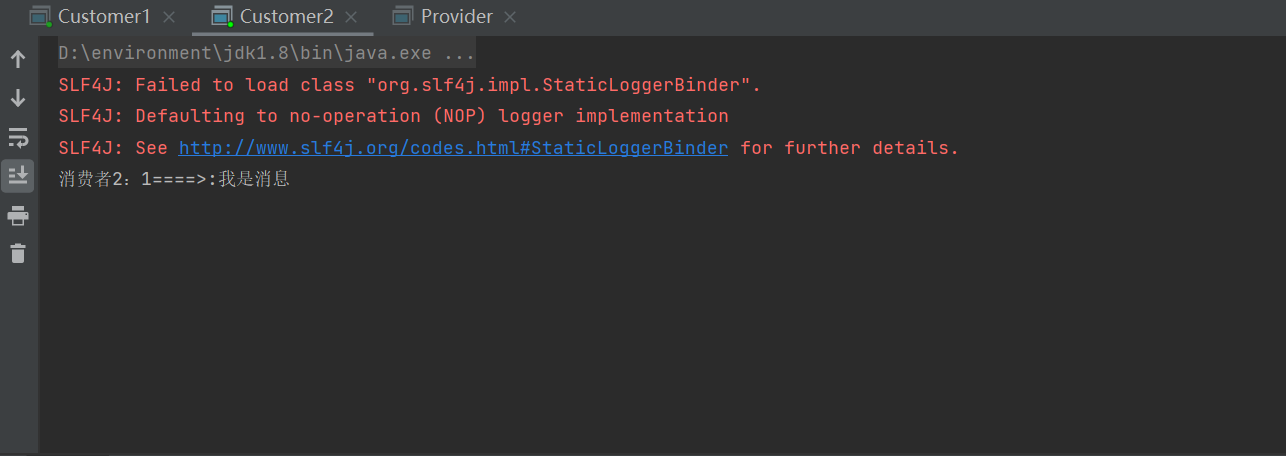 Customer1 Customer2 Provider
D:\environment\jdk1.8\bin\java.exe ...
SLF4J: Failed to load class "org.slf4j.impl.StaticLoggerBinder".
SLF4J: Defaulting to no-operation (NOP) logger implementation
SLF4J: See http://www.slf4j.org/codes.html#StaticLoggerBinder for further details.
消费者2：1====>:我是消息